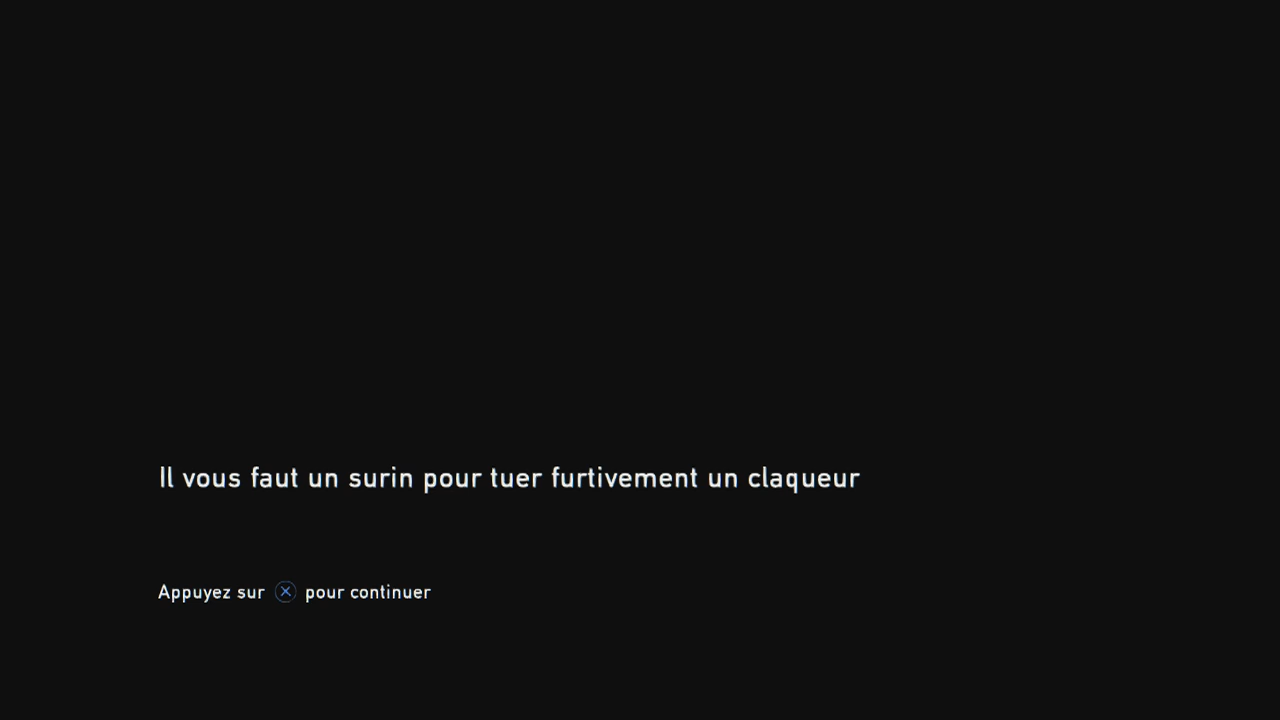 Il vous faut un surin pour tuer furtivement un claqueur
Appuyez sur ⓧ pour continuer